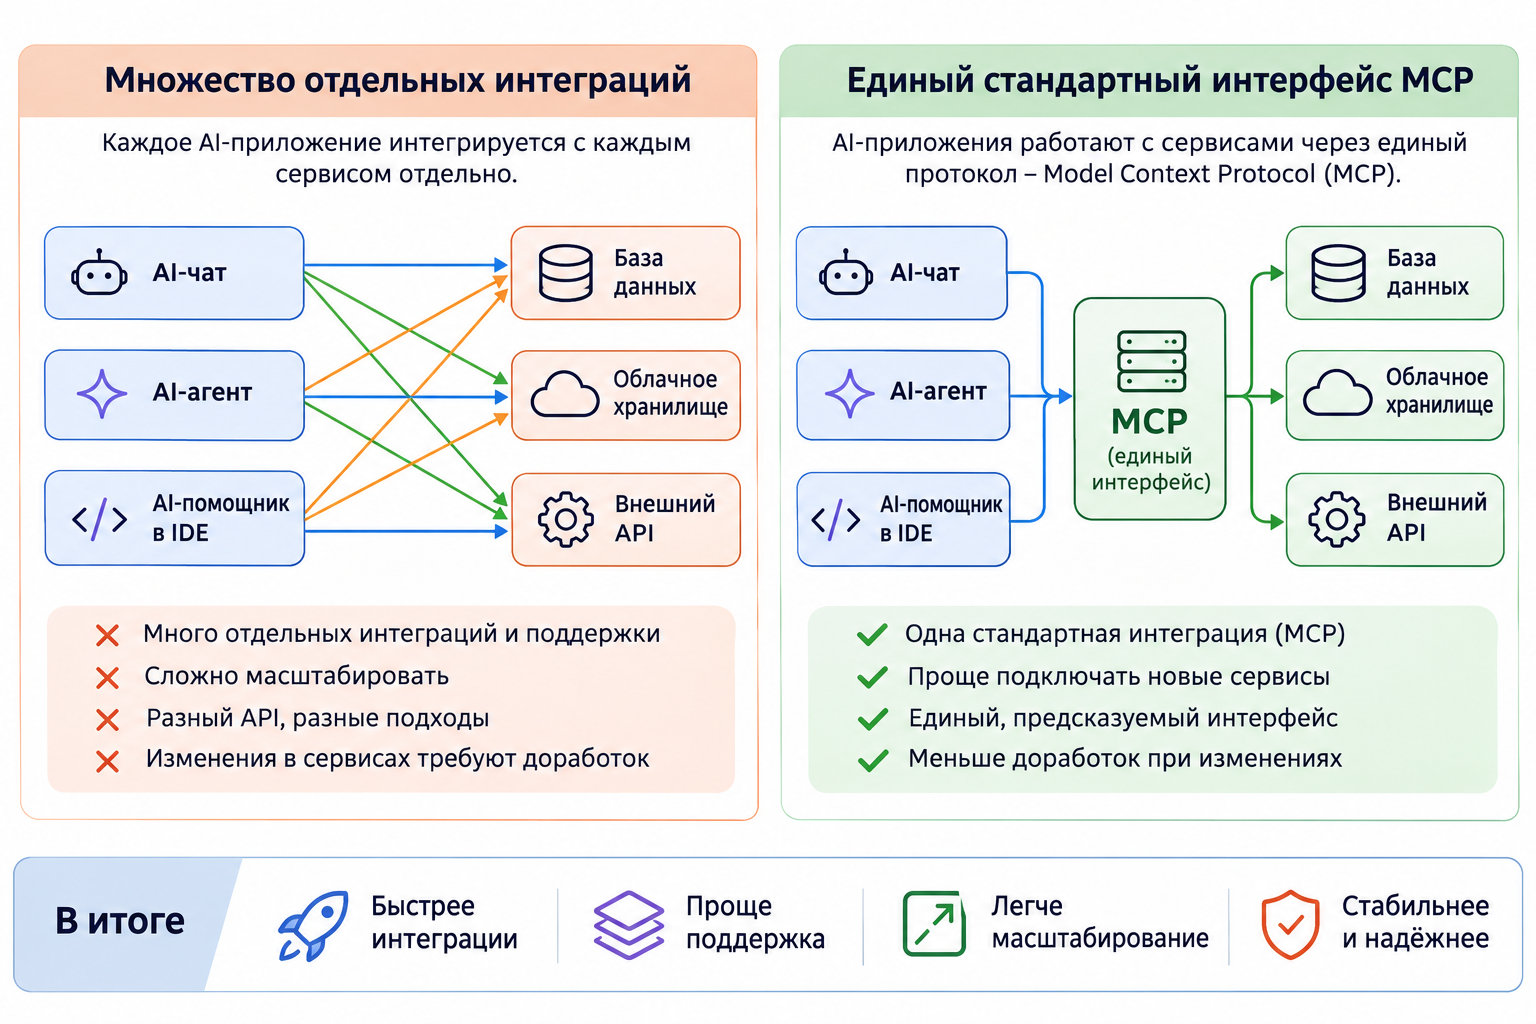 Множество отдельных интеграций
Каждое AI-приложение интегрируется с каждым
сервисом отдельно.
AI-чат
AI-агент
AI-помощник
в IDE
База
данных
Облачное
хранилище
Внешний
API
Много отдельных интеграций и поддержки
Сложно масштабировать
Разный API, разные подходы
Изменения в сервисах требуют доработок
Единый стандартный интерфейс MCP
AI-приложения работают с сервисами через единый
протокол – Model Context Protocol (MCP).
AI-чат
AI-агент
AI-помощник
в IDE
MCP
(единый
интерфейс)
База
данных
Облачное
хранилище
Внешний
API
Одна стандартная интеграция (MCP)
Проще подключать новые сервисы
Единый, предсказуемый интерфейс
Меньше доработок при изменениях
В итоге
Быстрее
интеграции
Проще
поддержка
Легче
масштабирование
Стабильнее
и надёжнее